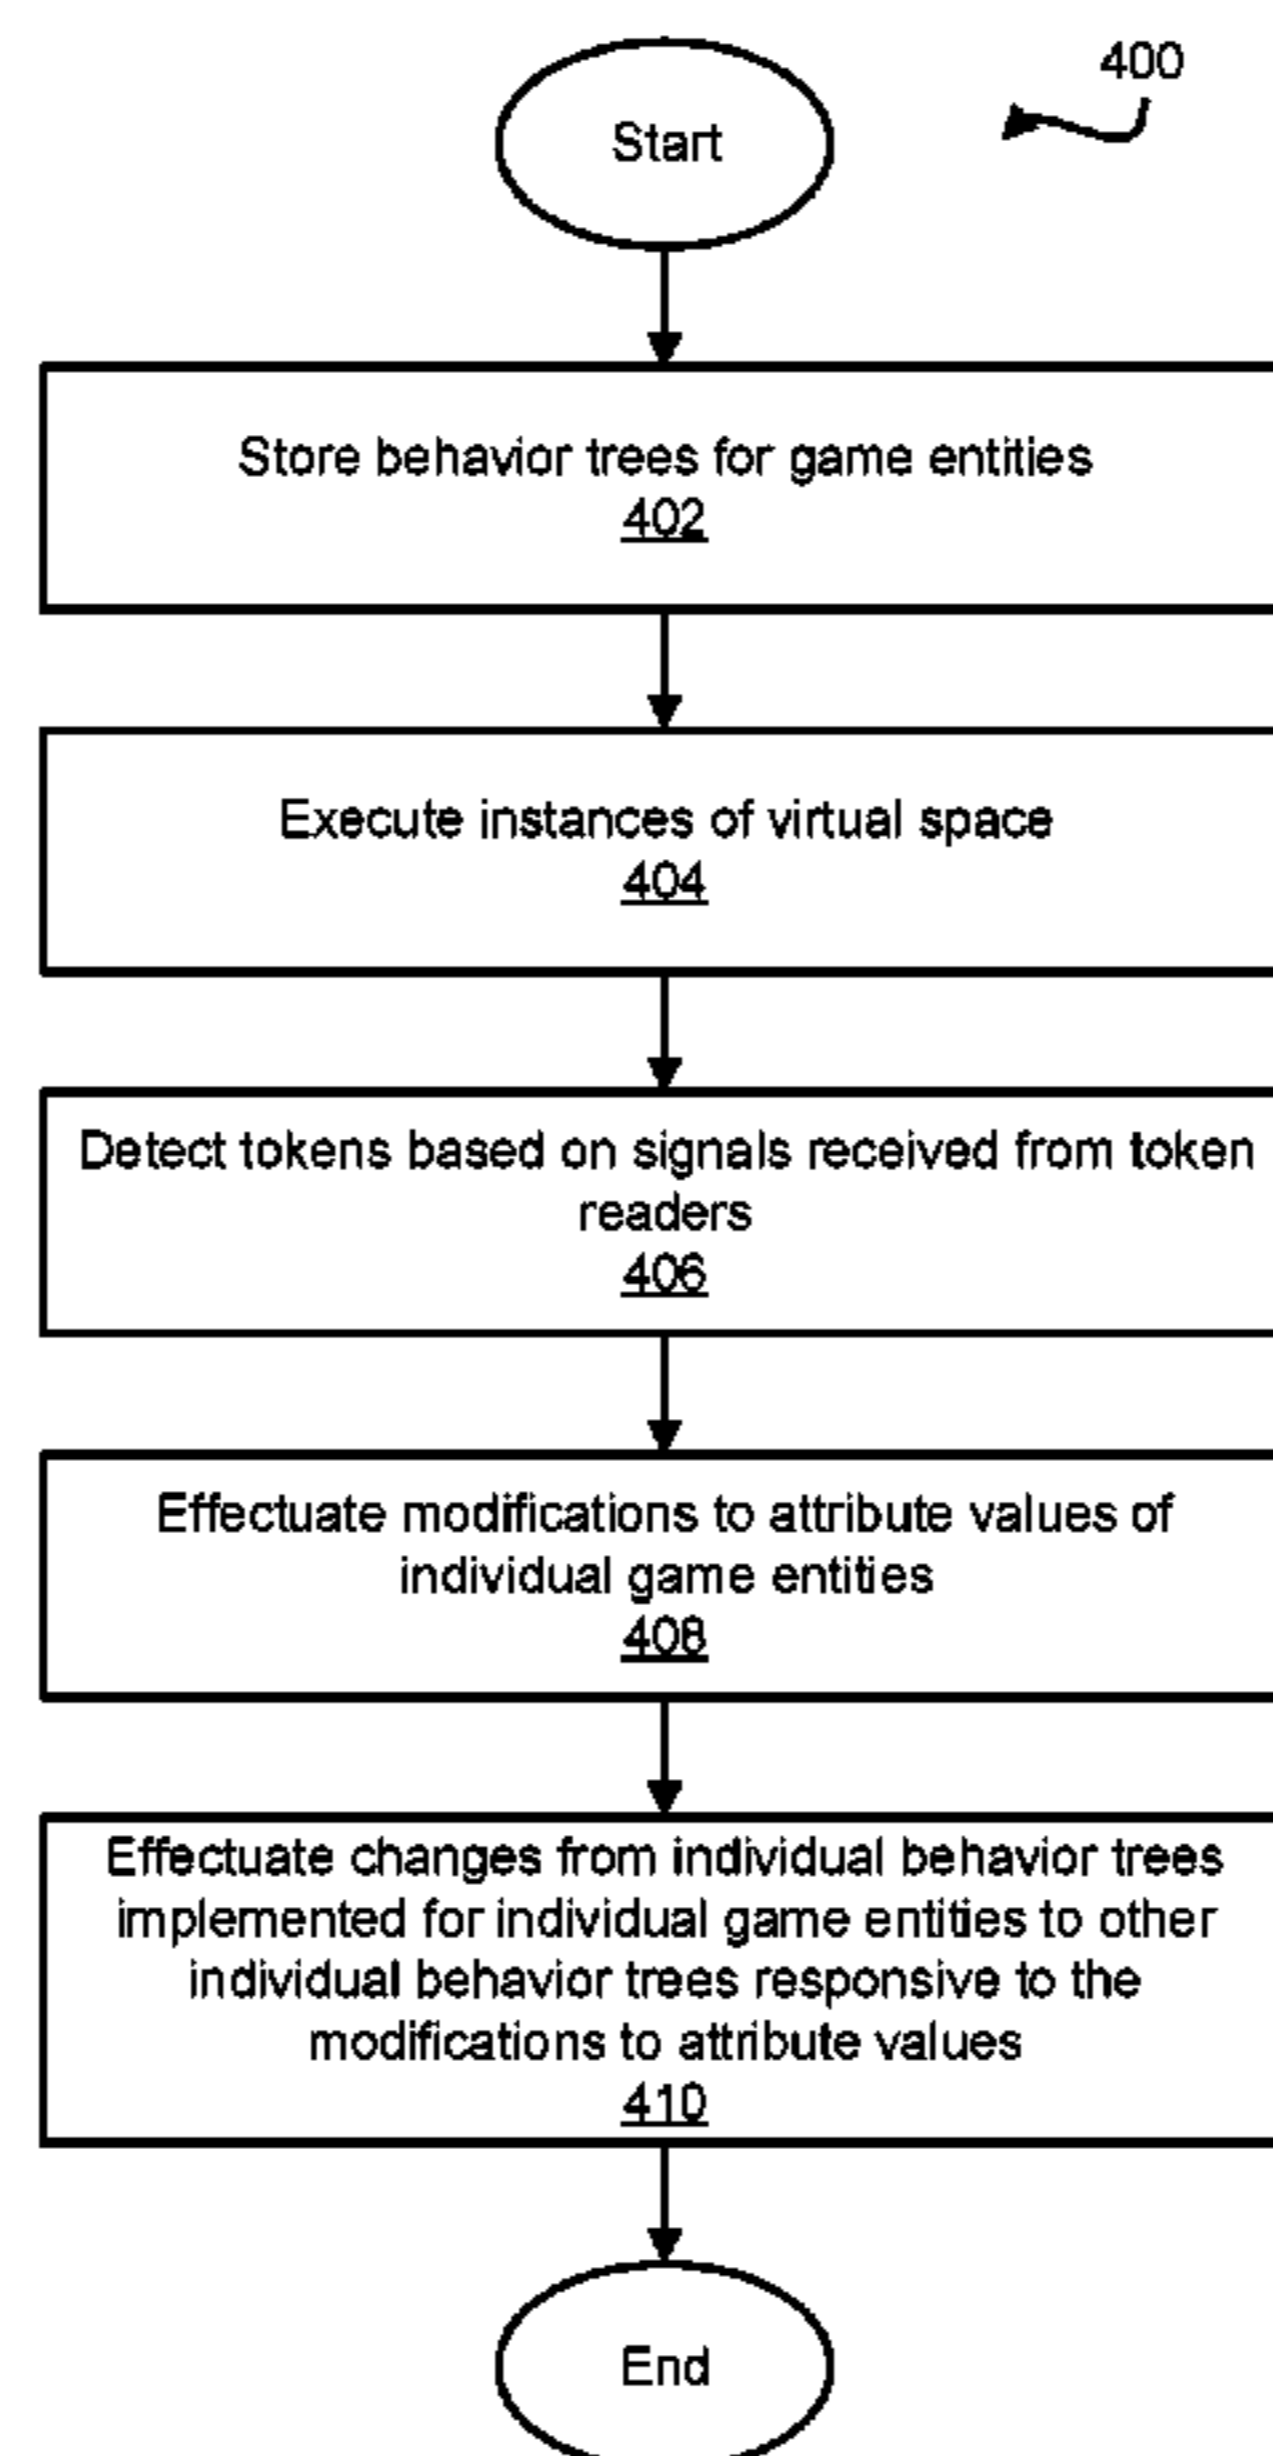 400
Start
Store behavior trees for game entities
402
Execute instances of virtual space
404
Detect tokens based on signals received from token
readers
406
Effectuate modifications to attribute values of
individual game entities
408
Effectuate changes from individual behavior trees
implemented for individual game entities to other
individual behavior trees responsive to the
modifications to attribute values
410
End